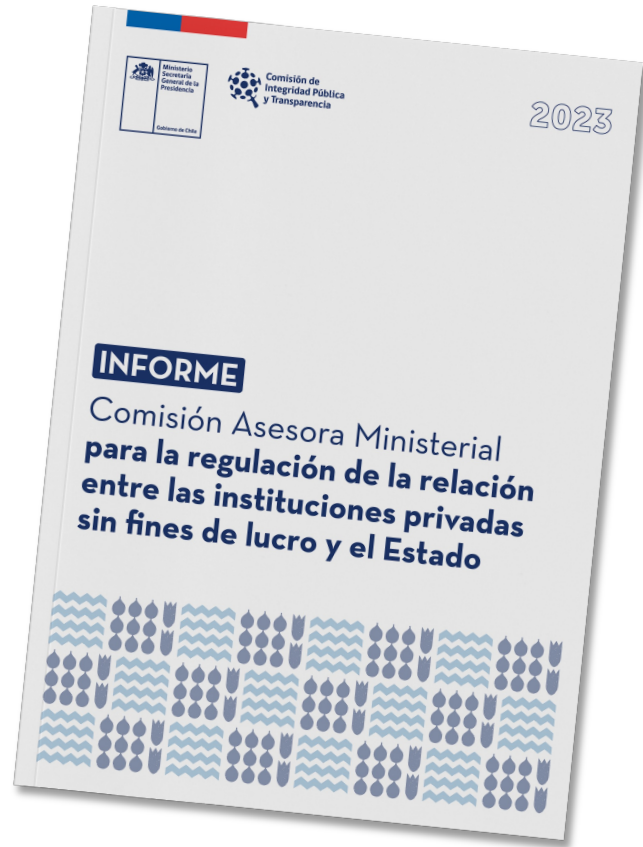 Ministerio
Secretaría
General de la
Presidencia
Gobierno de Chile
Comisión de
Integridad Pública
y Transparencia
2023
INFORME
Comisión Asesora Ministerial
para la regulación de la relación
entre las instituciones privadas
sin fines de lucro y el Estado